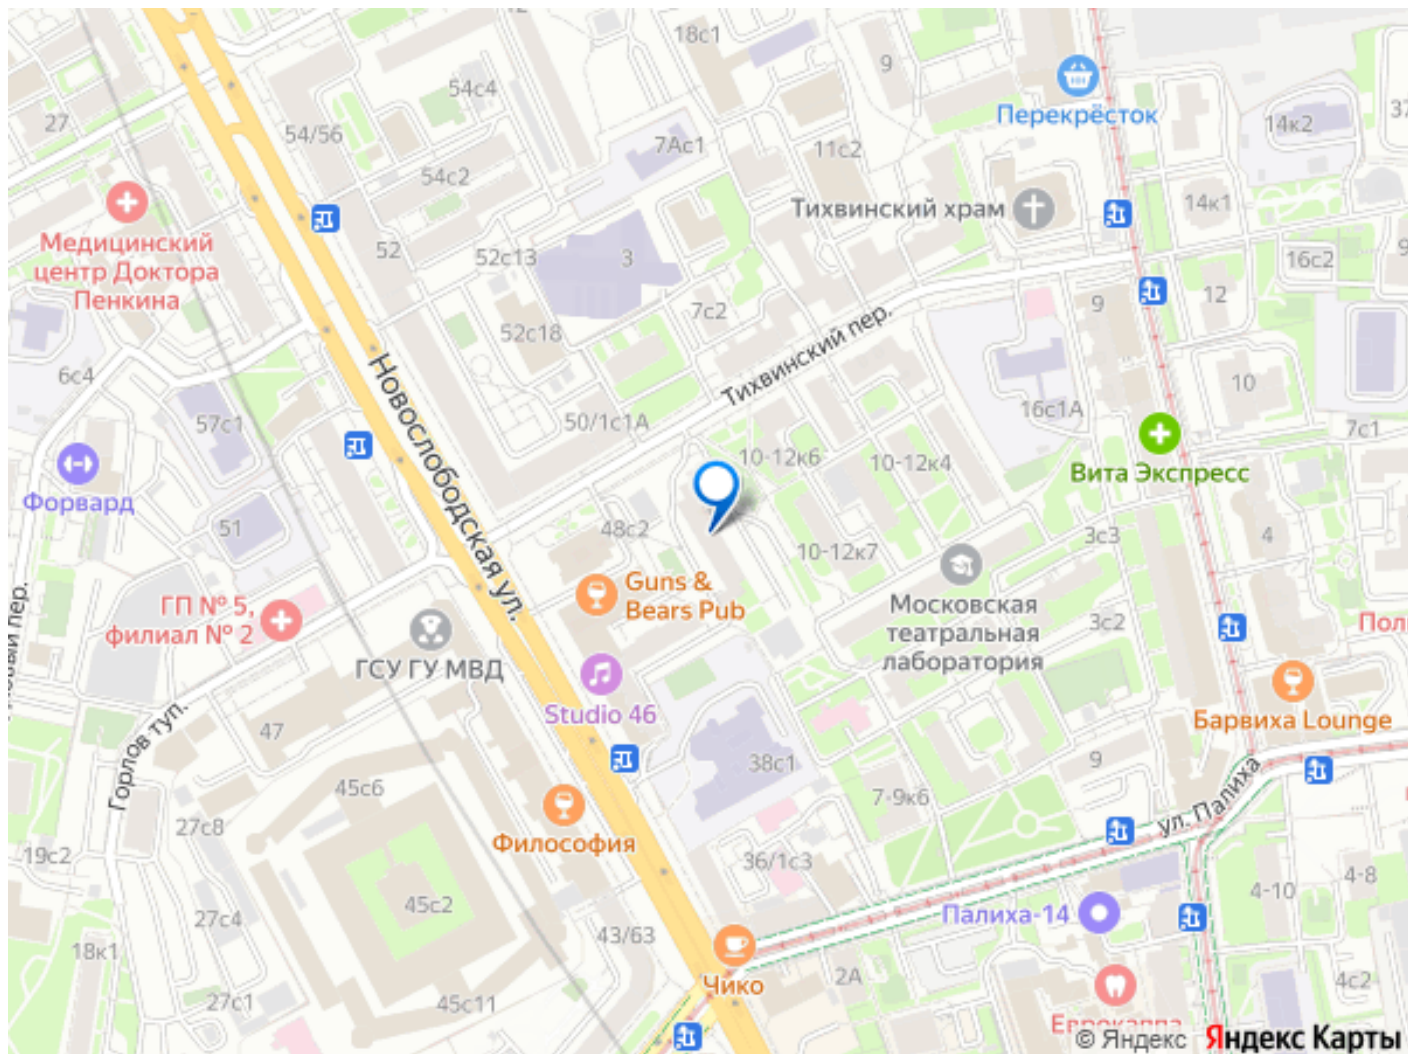 12
18с1
9
54с4
27
54/56
Перекрёсток
14к2
37
7Ас1
11с2
54с2
Тихвинский храм
14к1
Медицинский
центр Доктора
Пенкина
52
52с13
3
16с2
9
12
9
7с2
52с18
Тихвинский пер.
6с4
Новослободская ул.
10
16с1А
57с1
50/1с1А
7с1
10-12к6
10-12к4
Вита Экспресс
Форвард
51
48с2
10-12к7
3с3
4
Guns &
Bears Pub
ГП № 5,
филиал № 2
Московская
театральная
лаборатория
3с2
пер.
ГСУ ГУ МВД
Studio 46
Барвиха Lounge
47
Горлов туп.
38с1
9
45с6
7-9к6
ул. Палиха
27с8
Философия
19с2
36/1с3
4-8
4-10
45с2
27с4
Палиха-14
43/63
18к1
Чико
2А
4с2
27с1
45с11
Еврокаппа
© Яндекс Яндекс Карты